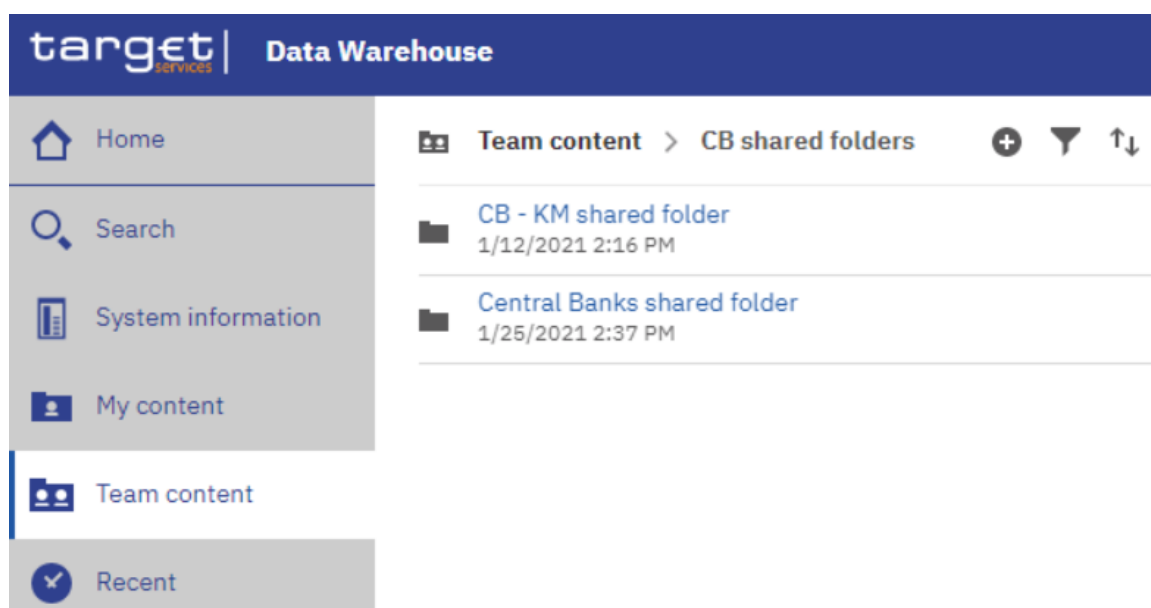 target services | Data Warehouse
Home
Search
System information
My content
Team content
Recent
Team content > CB shared folders
CB - KM shared folder
1/12/2021 2:16 PM
Central Banks shared folder
1/25/2021 2:37 PM